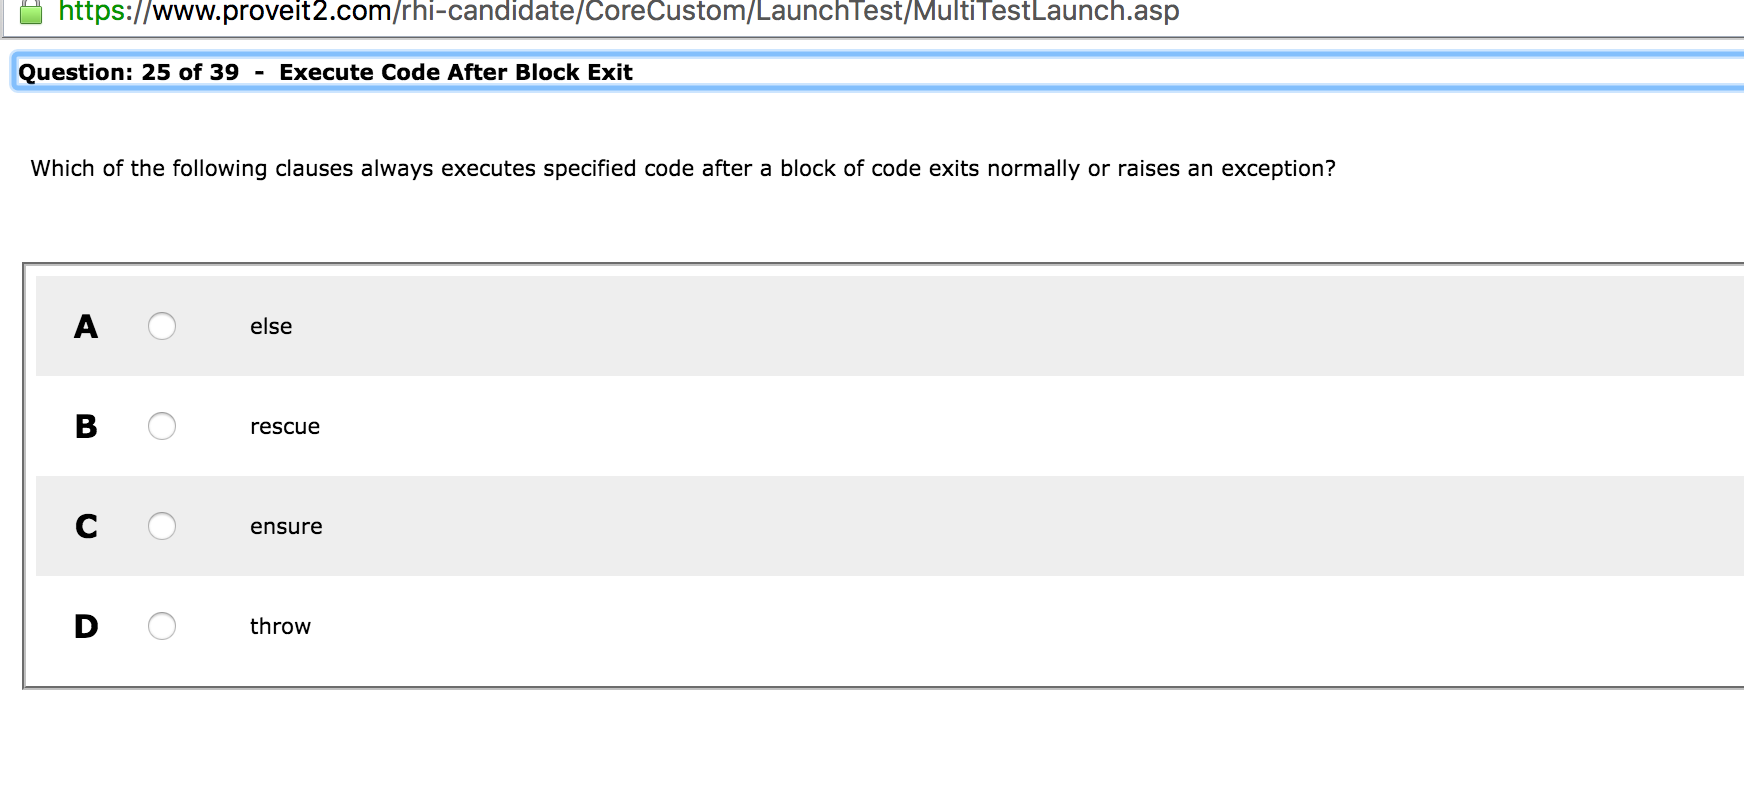 https://www.proveit2.com/rhi-candidate/CoreCustom/LaunchTest/MultiTestLaunch.asp
Question: 25 of 39 - Execute Code After Block Exit
Which of the following clauses always executes specified code after a block of code exits normally or raises an exception?
A else
B rescue
C ensure
D throw